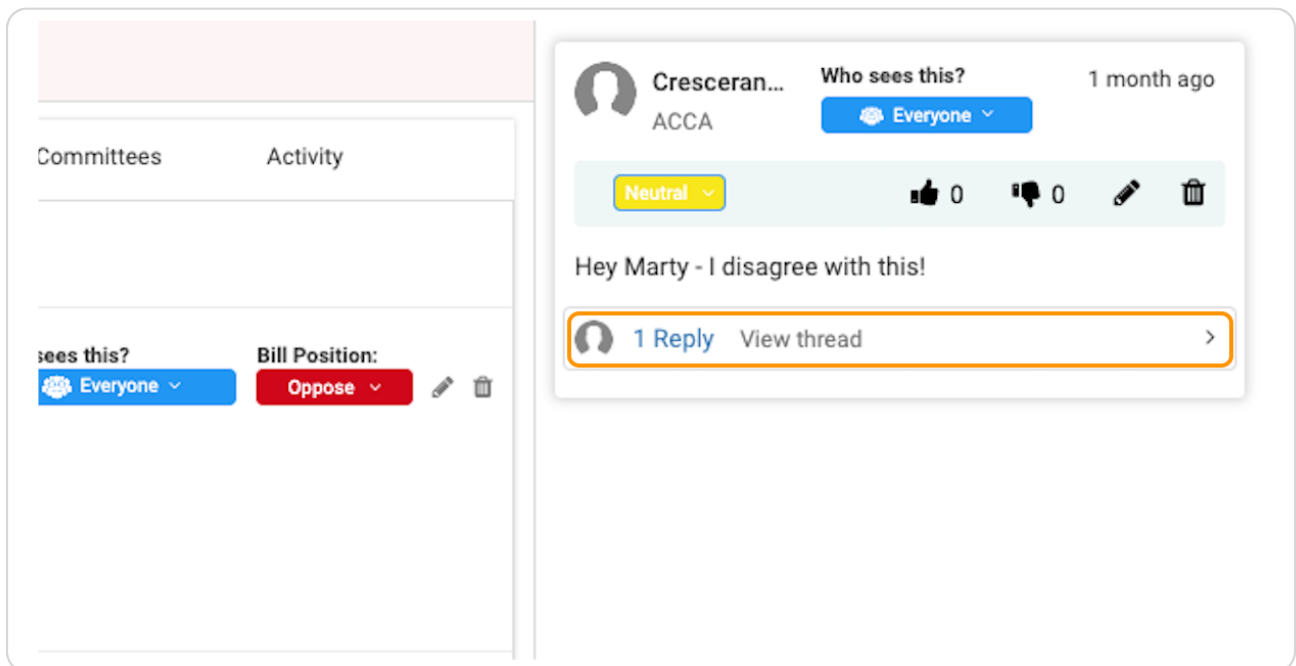 Committees
Activity
sees this?
Everyone
Bill Position:
Oppose
Cresceran...
ACCA
Who sees this?
Everyone
1 month ago
Neutral
0
0
Hey Marty - I disagree with this!
1 Reply View thread